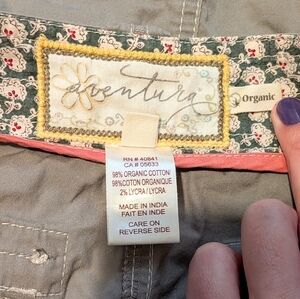 aventura
Organic
RN # 40841
CA # 05633
98% ORGANIC COTTON
98%COTON ORGANIQUE
2% LYCRA / LYCRA
MADE IN INDIA
FAIT EN INDE
CARE ON
REVERSE SIDE